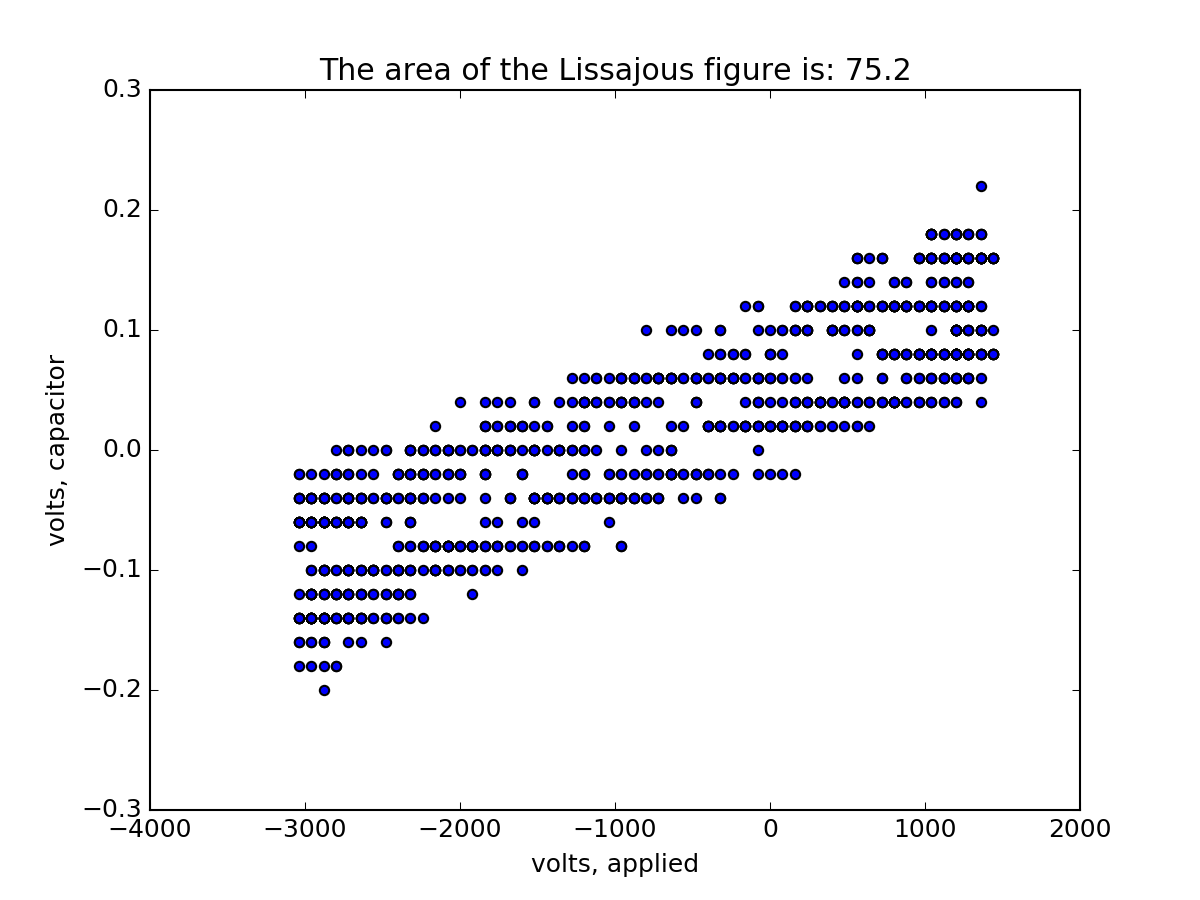 The area of the Lissajous figure is: 75.2
0.3
0.2
0.1
0.0
−0.1
−0.2
−0.3
volts, capacitor
−4000 −3000 −2000 −1000 0 1000 2000
volts, applied